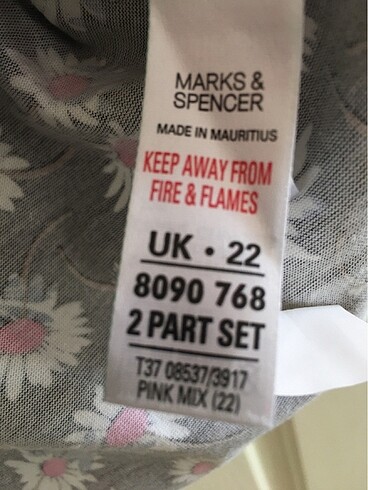 MARKS &
SPENCER
MADE IN MAURITIUS
KEEP AWAY FROM
FIRE & FLAMES
UK • 22
8090 768
2 PART SET
T37 08537/3917
PINK MIX (22)